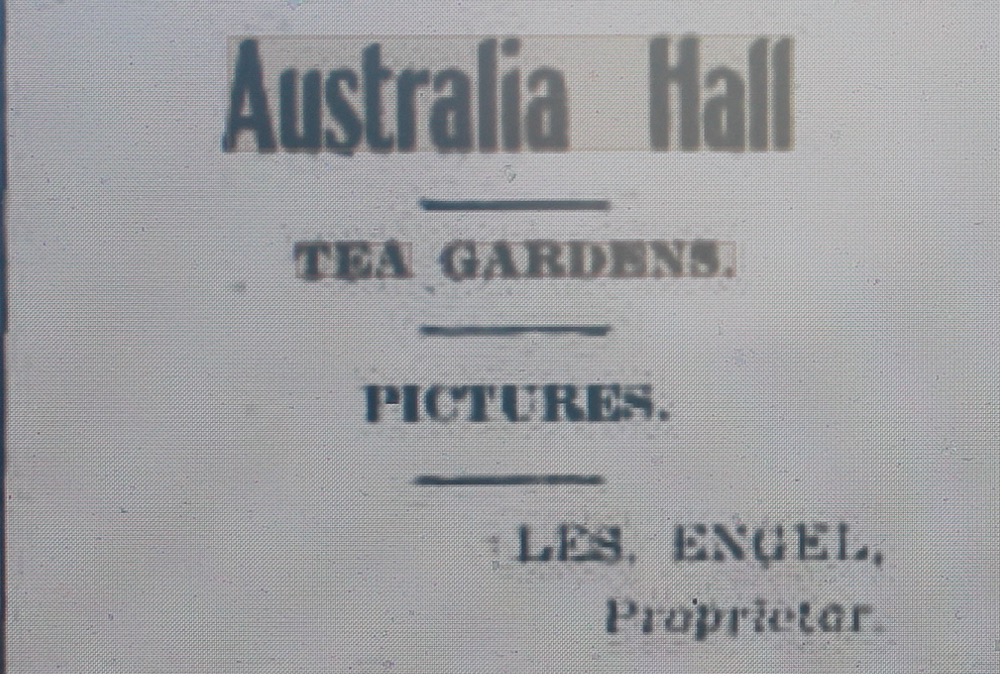 Australia Hall
TEA GARDENS.
PICTURES.
LES. ENGEL,
Proprietor.